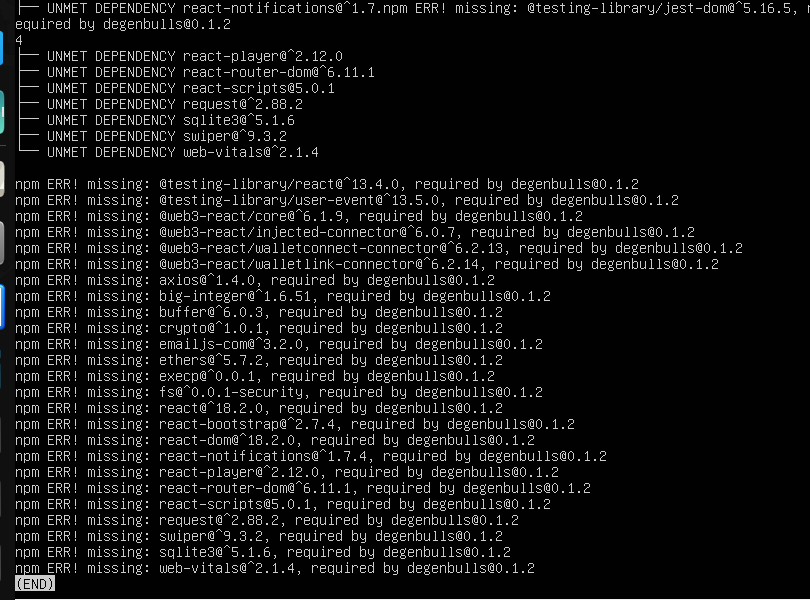 ├── UNMET DEPENDENCY react-notifications@^1.7.npm ERR! missing: @testing-library/jest-dom@^5.16.5, r
equired by degenbulls@0.1.2
4
├── UNMET DEPENDENCY react-player@^2.12.0
├── UNMET DEPENDENCY react-router-dom@^6.11.1
├── UNMET DEPENDENCY react-scripts@5.0.1
├── UNMET DEPENDENCY request@^2.88.2
├── UNMET DEPENDENCY sqlite3@^5.1.6
├── UNMET DEPENDENCY swiper@^9.3.2
└── UNMET DEPENDENCY web-vitals@^2.1.4
npm ERR! missing: @testing-library/react@^13.4.0, required by degenbulls@0.1.2
npm ERR! missing: @testing-library/user-event@^13.5.0, required by degenbulls@0.1.2
npm ERR! missing: @web3-react/core@^6.1.9, required by degenbulls@0.1.2
npm ERR! missing: @web3-react/injected-connector@^6.0.7, required by degenbulls@0.1.2
npm ERR! missing: @web3-react/walletconnect-connector@^6.2.13, required by degenbulls@0.1.2
npm ERR! missing: @web3-react/walletlink-connector@^6.2.14, required by degenbulls@0.1.2
npm ERR! missing: axios@^1.4.0, required by degenbulls@0.1.2
npm ERR! missing: big-integer@^1.6.51, required by degenbulls@0.1.2
npm ERR! missing: buffer@^6.0.3, required by degenbulls@0.1.2
npm ERR! missing: crypto@^1.0.1, required by degenbulls@0.1.2
npm ERR! missing: emailjs-com@^3.2.0, required by degenbulls@0.1.2
npm ERR! missing: ethers@^5.7.2, required by degenbulls@0.1.2
npm ERR! missing: execp@^0.0.1, required by degenbulls@0.1.2
npm ERR! missing: fs@^0.0.1-security, required by degenbulls@0.1.2
npm ERR! missing: react@^18.2.0, required by degenbulls@0.1.2
npm ERR! missing: react-bootstrap@^2.7.4, required by degenbulls@0.1.2
npm ERR! missing: react-dom@^18.2.0, required by degenbulls@0.1.2
npm ERR! missing: react-notifications@^1.7.4, required by degenbulls@0.1.2
npm ERR! missing: react-player@^2.12.0, required by degenbulls@0.1.2
npm ERR! missing: react-router-dom@^6.11.1, required by degenbulls@0.1.2
npm ERR! missing: react-scripts@5.0.1, required by degenbulls@0.1.2
npm ERR! missing: request@^2.88.2, required by degenbulls@0.1.2
npm ERR! missing: swiper@^9.3.2, required by degenbulls@0.1.2
npm ERR! missing: sqlite3@^5.1.6, required by degenbulls@0.1.2
npm ERR! missing: web-vitals@^2.1.4, required by degenbulls@0.1.2
(END)